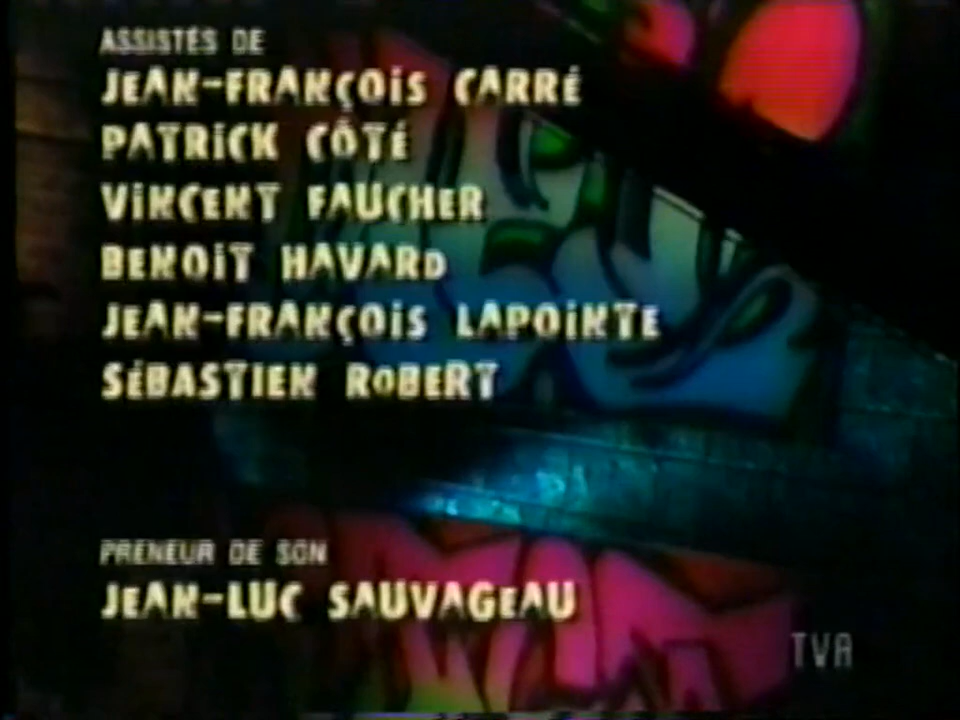 ASSISTÉS DE
JEAN-FRANÇOIS CARRÉ
PATRICK CÔTÉ
VINCENT FAUCHER
BENOIT HAVARD
JEAN-FRANÇOIS LAPOINTE
SÉBASTIEN ROBERT
PRENEUR DE SON
JEAN-LUC SAUVAGEAU
TVA